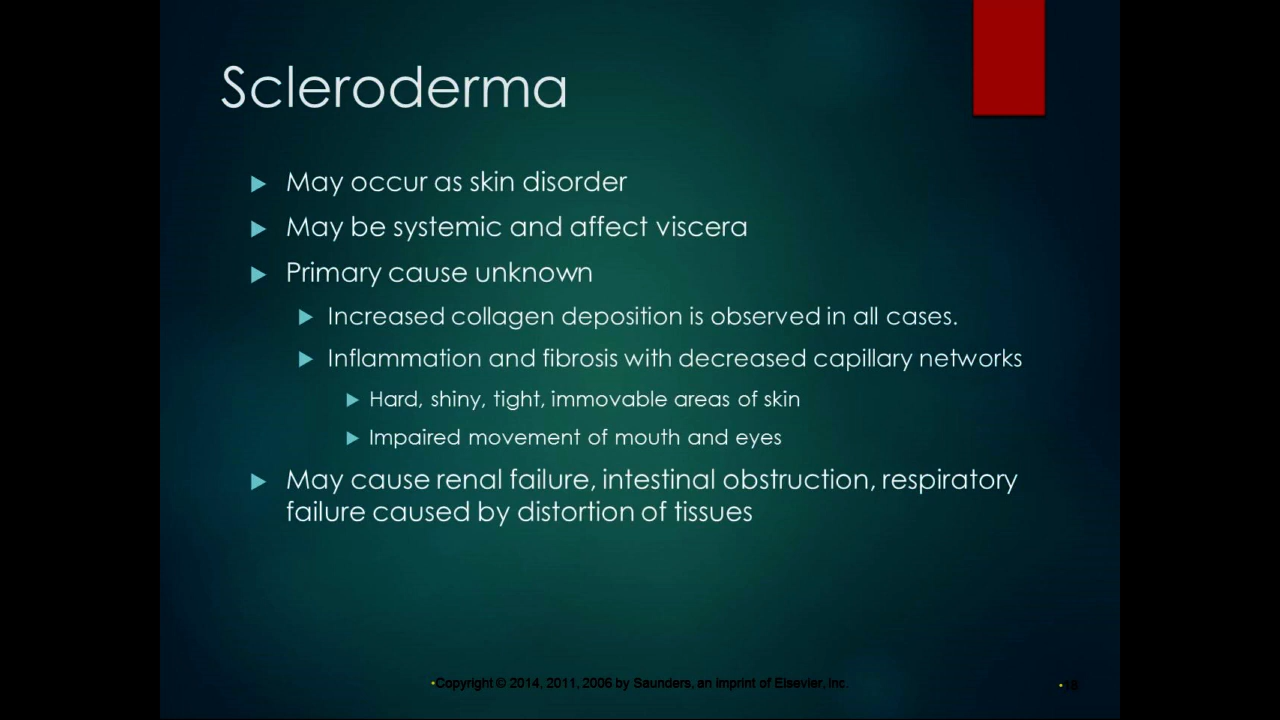 Scleroderma
May occur as skin disorder
May be systemic and affect viscera
Primary cause unknown
Increased collagen deposition is observed in all cases.
Inflammation and fibrosis with decreased capillary networks
Hard, shiny, tight, immovable areas of skin
Impaired movement of mouth and eyes
May cause renal failure, intestinal obstruction, respiratory
failure caused by distortion of tissues
•Copyright © 2014, 2011, 2006 by Saunders, an imprint of Elsevier, Inc.
•18